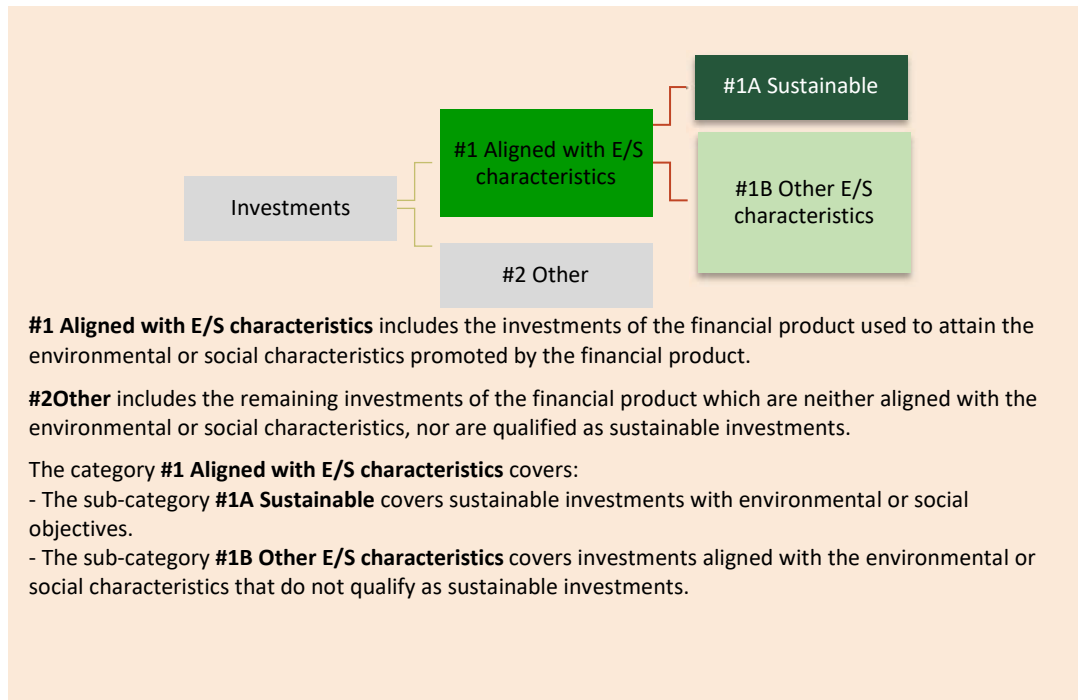 #1A Sustainable
#1 Aligned with E/S
characteristics
#1B Other E/S
characteristics
Investments
#2 Other
#1 Aligned with E/S characteristics includes the investments of the financial product used to attain the
environmental or social characteristics promoted by the financial product.
#2Other includes the remaining investments of the financial product which are neither aligned with the
environmental or social characteristics, nor are qualified as sustainable investments.
The category #1 Aligned with E/S characteristics covers:
- The sub-category #1A Sustainable covers sustainable investments with environmental or social
objectives.
- The sub-category #1B Other E/S characteristics covers investments aligned with the environmental or
social characteristics that do not qualify as sustainable investments.